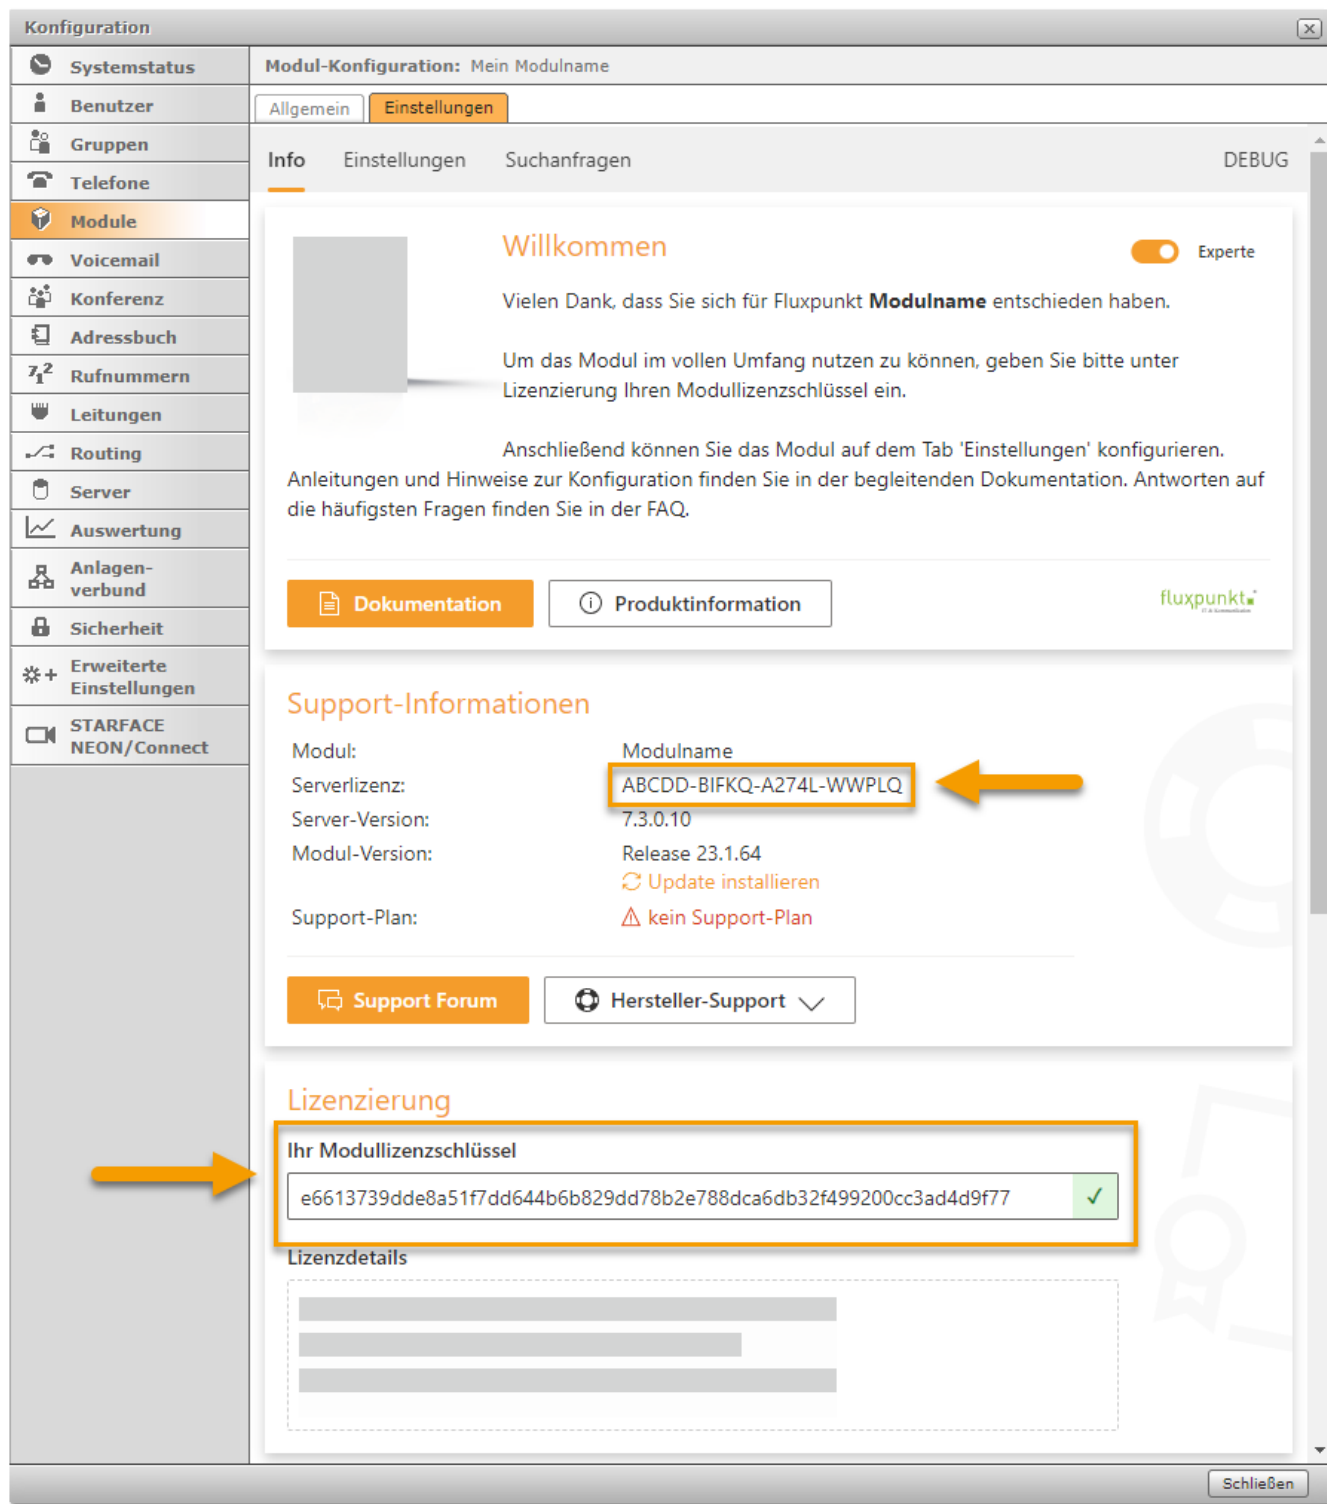 Konfiguration
Systemstatus
Benutzer
Gruppen
Telefone
Module
Voicemail
Konferenz
Adressbuch
Rufnummern
Leitungen
Routing
Server
Auswertung
Anlagen-
verbund
Sicherheit
Erweiterte
Einstellungen
STARFACE
NEON/Connect
Modul-Konfiguration: Mein Modulname
Allgemein Einstellungen
Info Einstellungen Suchanfragen DEBUG
Willkommen
Experte
Vielen Dank, dass Sie sich für Fluxpunkt Modulname entschieden haben.
Um das Modul im vollen Umfang nutzen zu können, geben Sie bitte unter
Lizenzierung Ihren Modullizenzschlüssel ein.
Anschließend können Sie das Modul auf dem Tab 'Einstellungen' konfigurieren.
Anleitungen und Hinweise zur Konfiguration finden Sie in der begleitenden Dokumentation. Antworten auf
die häufigsten Fragen finden Sie in der FAQ.
Dokumentation Produktinformation
fluxpunkt
Support-Informationen
Modul: Modulname
Serverlizenz: ABCDD-BIFKQ-A274L-WWPLQ
Server-Version: 7.3.0.10
Modul-Version: Release 23.1.64
Update installieren
Support-Plan: kein Support-Plan
Support Forum Hersteller-Support
Lizenzierung
Ihr Modullizenzschlüssel
e6613739dde8a51f7dd644b6b829dd78b2e788dca6db32f499200cc3ad4d9f77
Lizenzdetails
Schließen